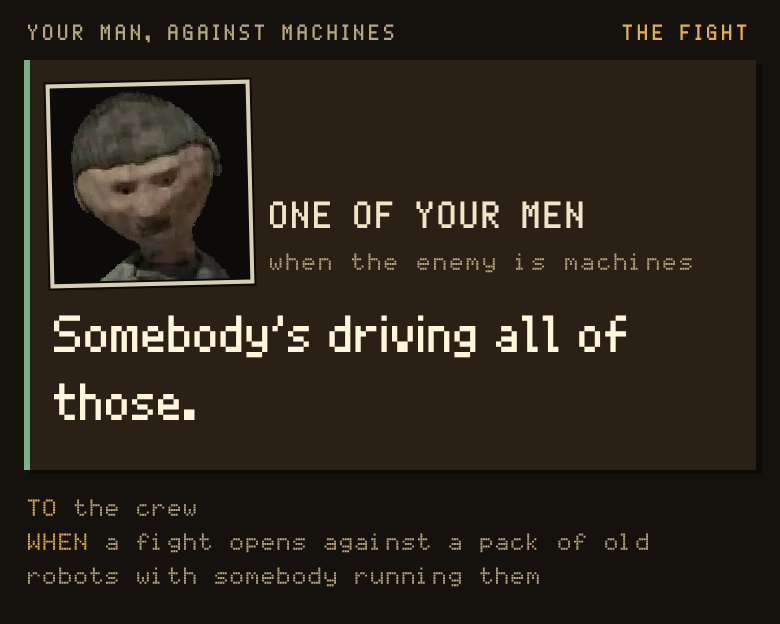 YOUR MAN, AGAINST MACHINES
THE FIGHT
ONE OF YOUR MEN
when the enemy is machines
Somebody's driving all of
those.
TO the crew
WHEN a fight opens against a pack of old
robots with somebody running them